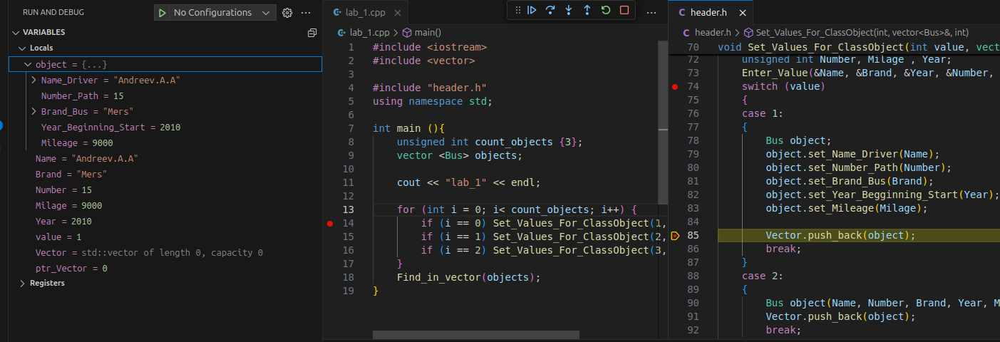 RUN AND DEBUG
No Configurations
VARIABLES
Locals
object = {...}
Name_Driver = "Andreev.A.A"
Number_Path = 15
Brand_Bus = "Mers"
Year_Beginning_Start = 2010
Mileage = 9000
Name = "Andreev.A.A"
Brand = "Mers"
Number = 15
Milage = 9000
Year = 2010
value = 1
Vector = std::vector of length 0, capacity 0
ptr_Vector = 0
Registers
lab_1.cpp
lab_1.cpp > main()
1 #include <iostream>
2 #include <vector>
3
4 #include "header.h"
5 using namespace std;
6
7 int main (){
8 unsigned int count_objects {3};
9 vector <Bus> objects;
10
11 cout << "lab_1" << endl;
12
13 for (int i = 0; i< count_objects; i++) {
14 if (i == 0) Set_Values_For_ClassObject(1,
15 if (i == 1) Set_Values_For_ClassObject(2,
16 if (i == 2) Set_Values_For_ClassObject(3,
17 }
18 Find_in_vector(objects);
19 }
C header.h
C header.h > Set_Values_For_ClassObject(int, vector<Bus>&, int)
70 void Set_Values_For_ClassObject(int value, vect
72 unsigned int Number, Milage , Year;
73 Enter_Value(&Name, &Brand, &Year, &Number,
74 switch (value)
75 {
76 case 1:
77 {
78 Bus object;
79 object.set_Name_Driver(Name);
80 object.set_Number_Path(Number);
81 object.set_Brand_Bus(Brand);
82 object.set_Year_Begginning_Start(Year);
83 object.set_Mileage(Milage);
84
85 Vector.push_back(object);
86 break;
87 }
88 case 2:
89 {
90 Bus object(Name, Number, Brand, Year, M
91 Vector.push_back(object);
92 break;